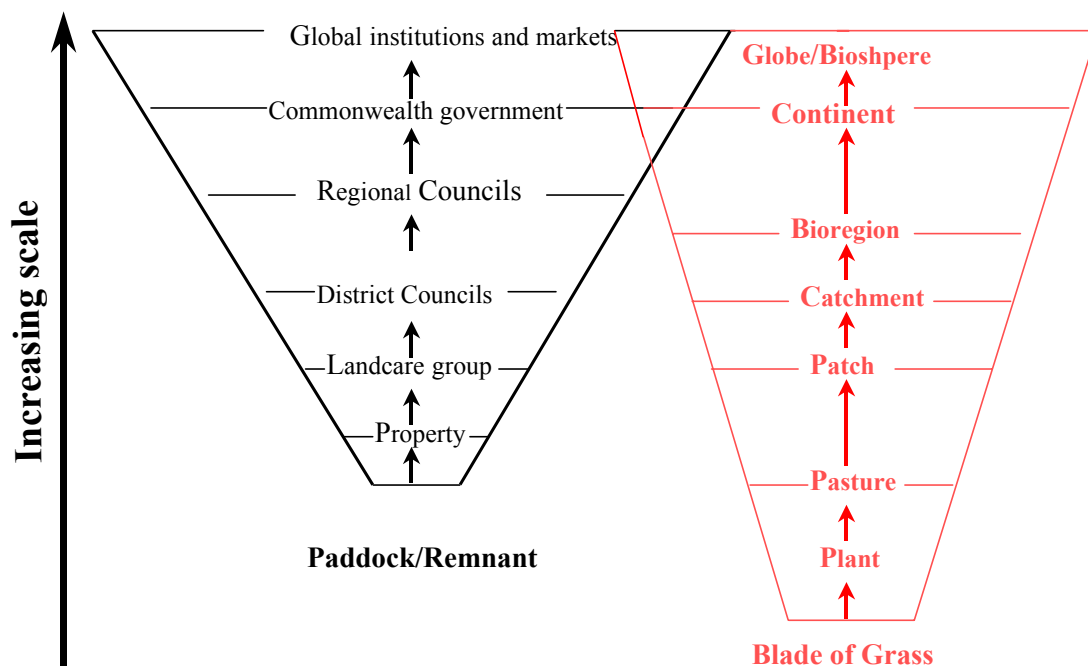 Increasing scale
Global institutions and markets
Commonwealth government
Regional Councils
District Councils
Landcare group
Property
Paddock/Remnant
Globe/Bioshpere
Continent
Bioregion
Catchment
Patch
Pasture
Plant
Blade of Grass